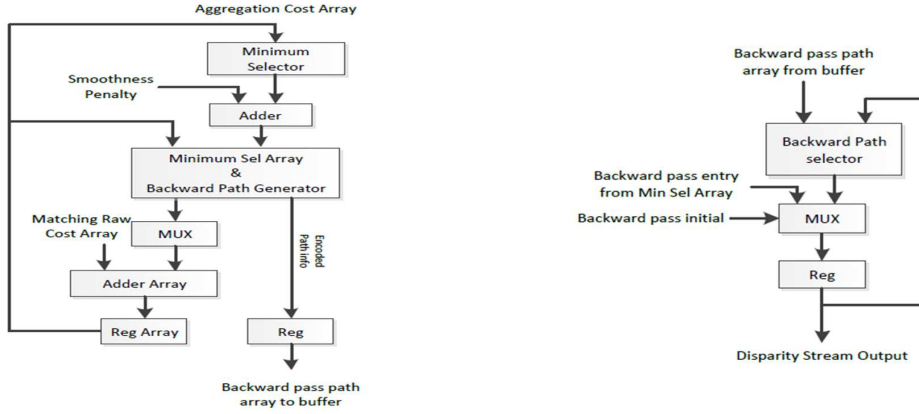 Aggregation Cost Array
Minimum
Selector
Smoothness
Penalty
Adder
Minimum Sel Array
&
Backward Path Generator
Matching Raw
Cost Array
MUX
Encoded
Path info
Adder Array
Reg Array
Reg
Backward pass path
array to buffer
Backward pass path
array from buffer
Backward Path
selector
Backward pass entry
from Min Sel Array
Backward pass initial
MUX
Reg
Disparity Stream Output